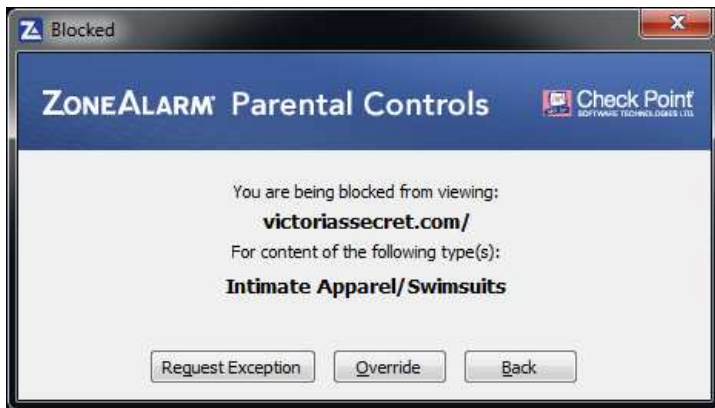 Blocked
ZONEALARM Parental Controls
Check Point
SOFTWARE TECHNOLOGIES LTD.
You are being blocked from viewing:
victoriassecret.com/
For content of the following type(s):
Intimate Apparel/Swimsuits
Request Exception Override Back